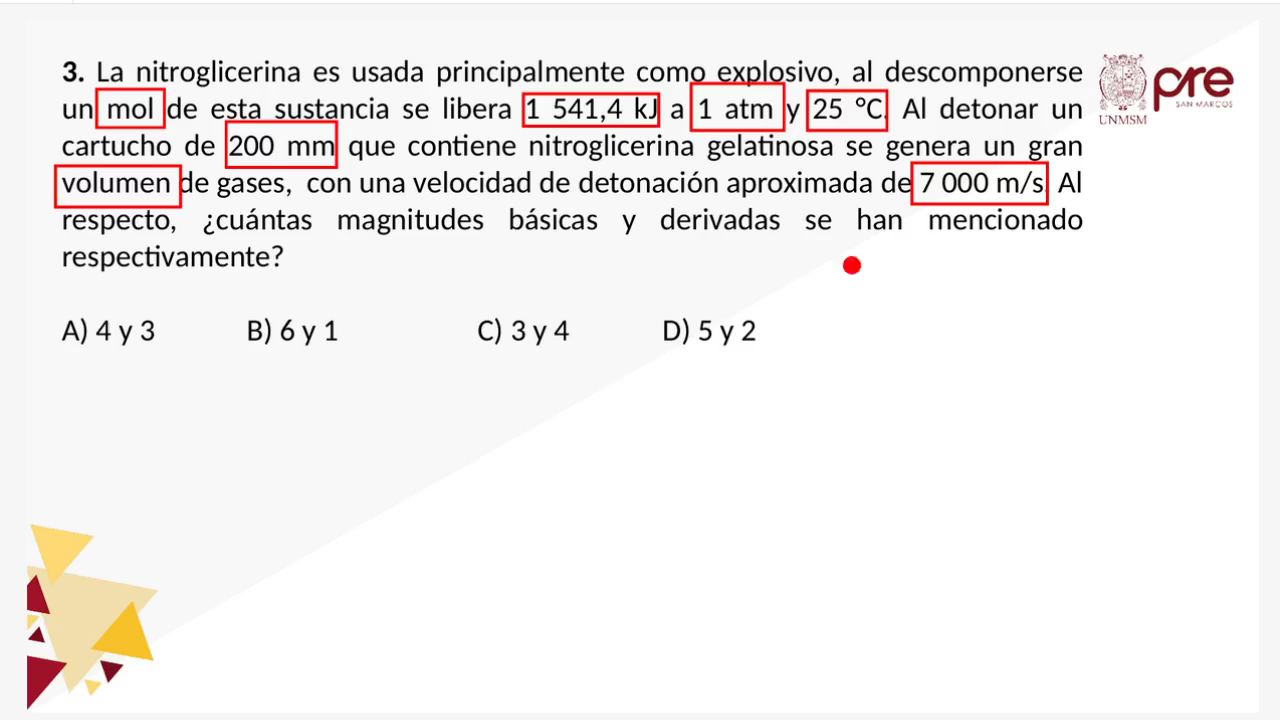 3. La nitroglicerina es usada principalmente como explosivo, al descomponerse
un mol de esta sustancia se libera 1 541,4 kJ a 1 atm y 25 °C. Al detonar un
cartucho de 200 mm que contiene nitroglicerina gelatinosa se genera un gran
volumen de gases, con una velocidad de detonación aproximada de 7 000 m/s. Al
respecto, ¿cuántas magnitudes básicas y derivadas se han mencionado
respectivamente?
A) 4 y 3 B) 6 y 1 C) 3 y 4 D) 5 y 2
pre
SAN MARCOS
UNMSM